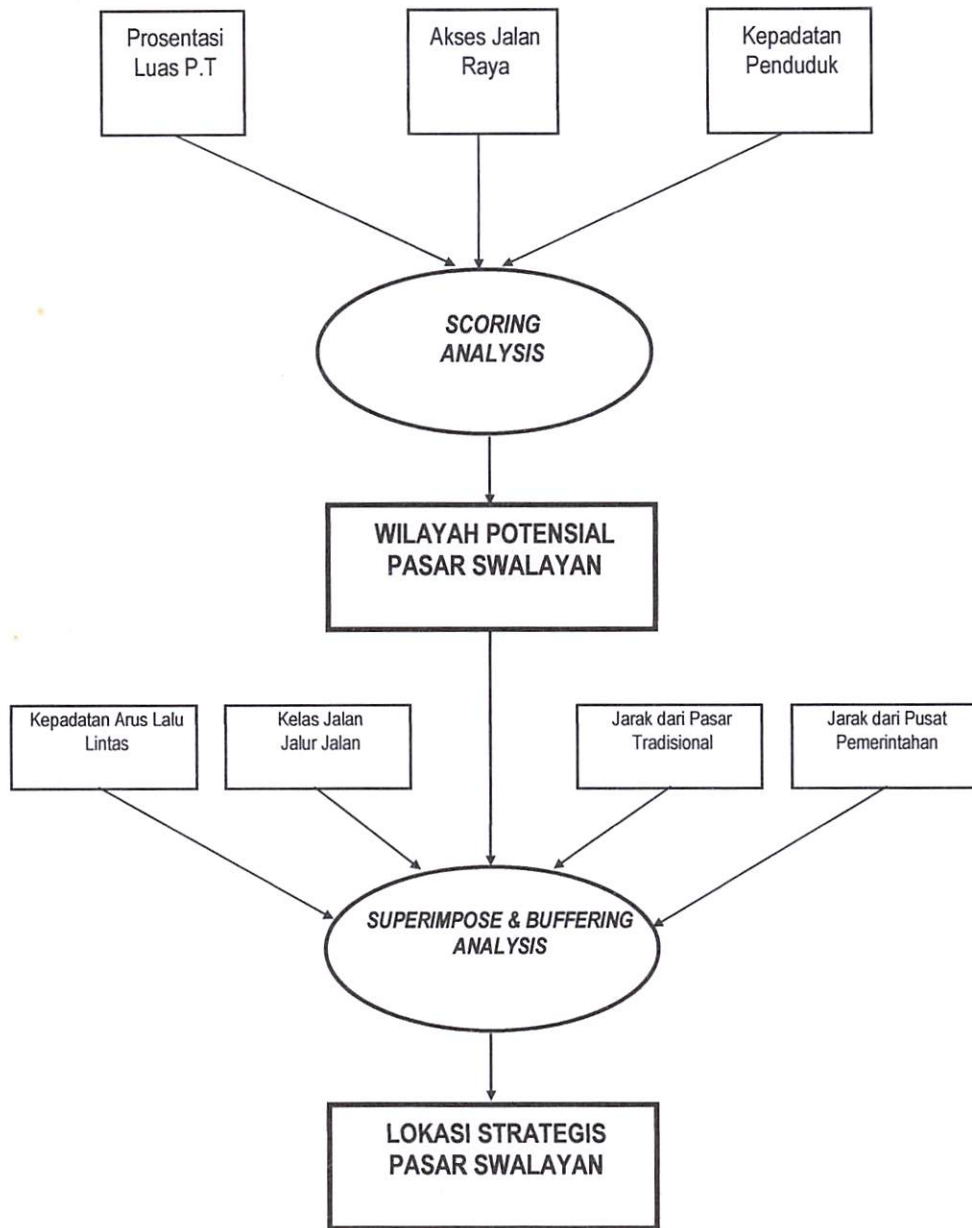 Prosentasi
Luas P.T
Akses Jalan
Raya
Kepadatan
Penduduk
SCORING
ANALYSIS
WILAYAH POTENSIAL
PASAR SWALAYAN
Kepadatan Arus Lalu
Lintas
Kelas Jalan
Jalur Jalan
Jarak dari Pasar
Tradisional
Jarak dari Pusat
Pemerintahan
SUPERIMPOSE & BUFFERING
ANALYSIS
LOKASI STRATEGIS
PASAR SWALAYAN